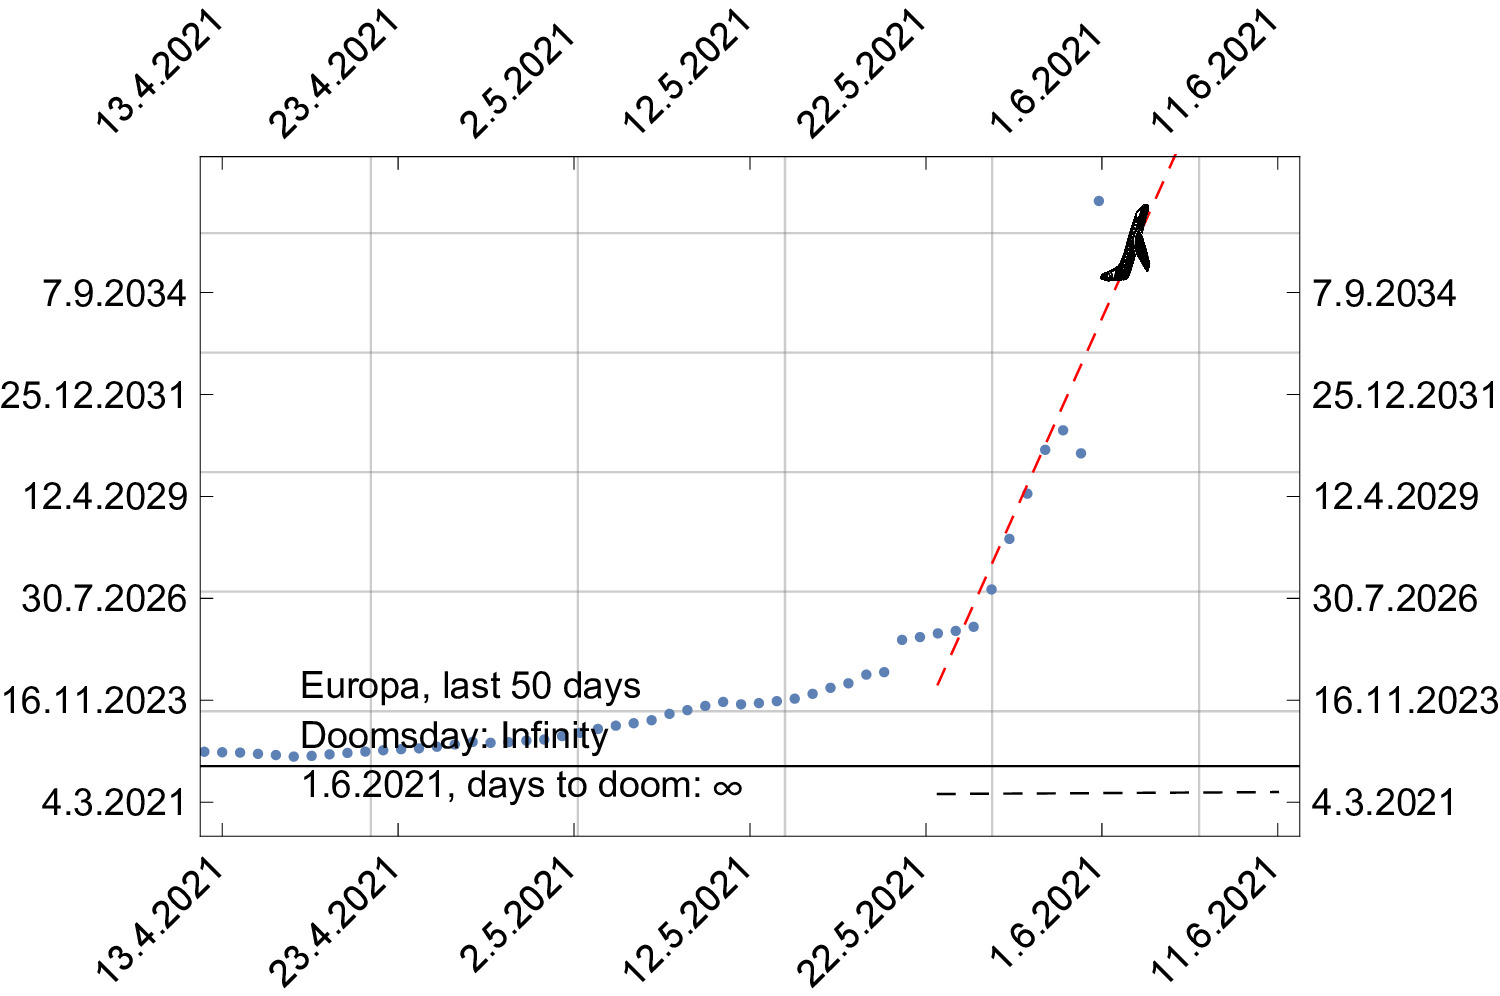 13.4.2021 23.4.2021 2.5.2021 12.5.2021 22.5.2021 1.6.2021 11.6.2021
7.9.2034 7.9.2034
25.12.2031 25.12.2031
12.4.2029 12.4.2029
30.7.2026 30.7.2026
Europa, last 50 days
16.11.2023 16.11.2023
Doomsday: Infinity
1.6.2021, days to doom: ∞
4.3.2021 4.3.2021
13.4.2021 23.4.2021 2.5.2021 12.5.2021 22.5.2021 1.6.2021 11.6.2021